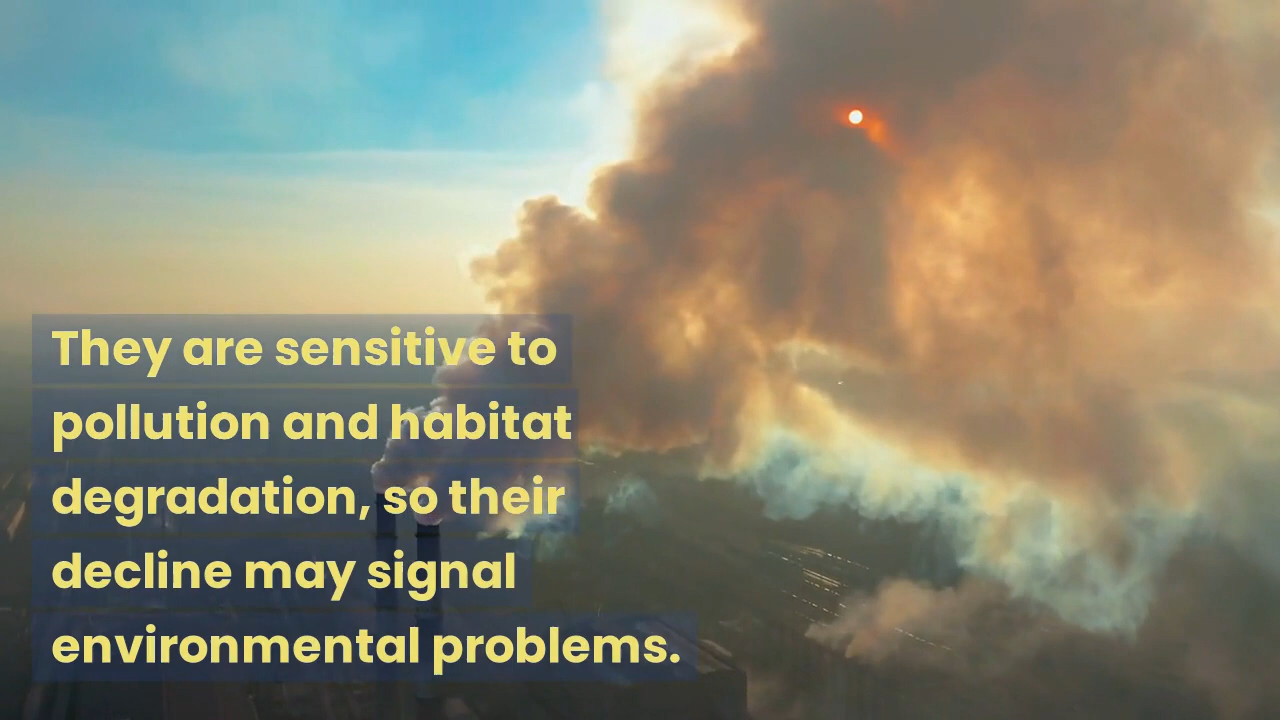 They are sensitive to
pollution and habitat
degradation, so their
decline may signal
environmental problems.